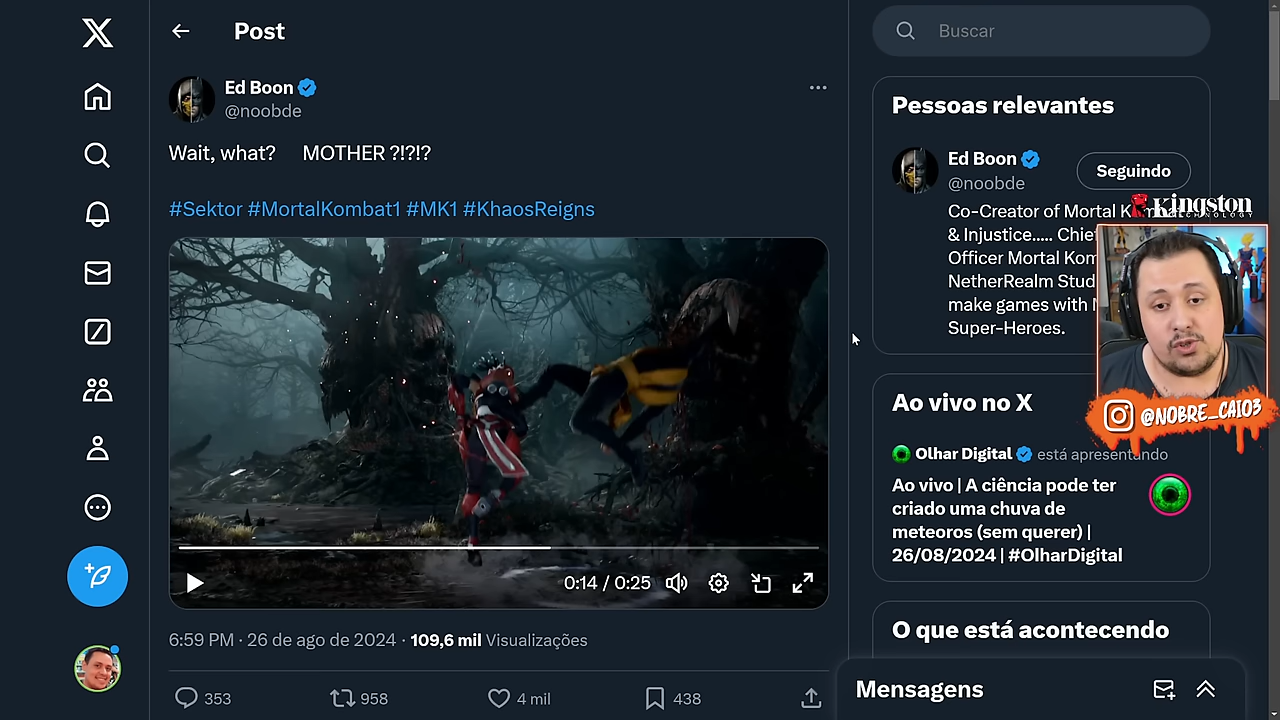 Post
Buscar
Ed Boon
@noobde
Wait, what? MOTHER ?!?!?
#Sektor #MortalKombat1 #MK1 #KhaosReigns
0:14 / 0:25
6:59 PM · 26 de ago de 2024 · 109,6 mil Visualizações
353
958
4 mil
438
Pessoas relevantes
Ed Boon
@noobde
Seguindo
Co-Creator of Mortal
& Injustice.....
Officer Mortal
NetherRealm
make games with
Super-Heroes.
Kingston
TECHNOLOGY
@NOBRE_CAIO3
Ao vivo no X
Olhar Digital está apresentando
Ao vivo | A ciência pode ter
criado uma chuva de
meteoros (sem querer) |
26/08/2024 | #OlharDigital
O que está acontecendo
Mensagens